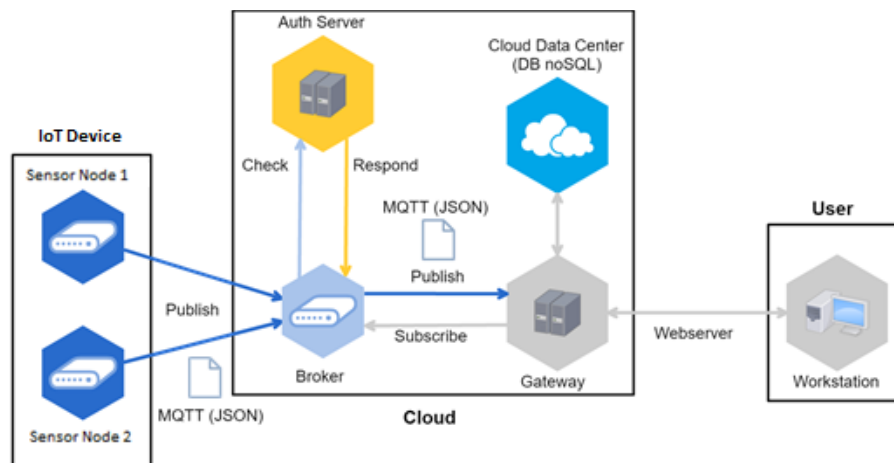 Auth Server
Cloud Data Center
(DB noSQL)
IoT Device
Sensor Node 1
Check
Respond
MQTT (JSON)
User
Publish
Publish
Subscribe
Webserver
Broker
Gateway
Workstation
MQTT (JSON)
Cloud
Sensor Node 2